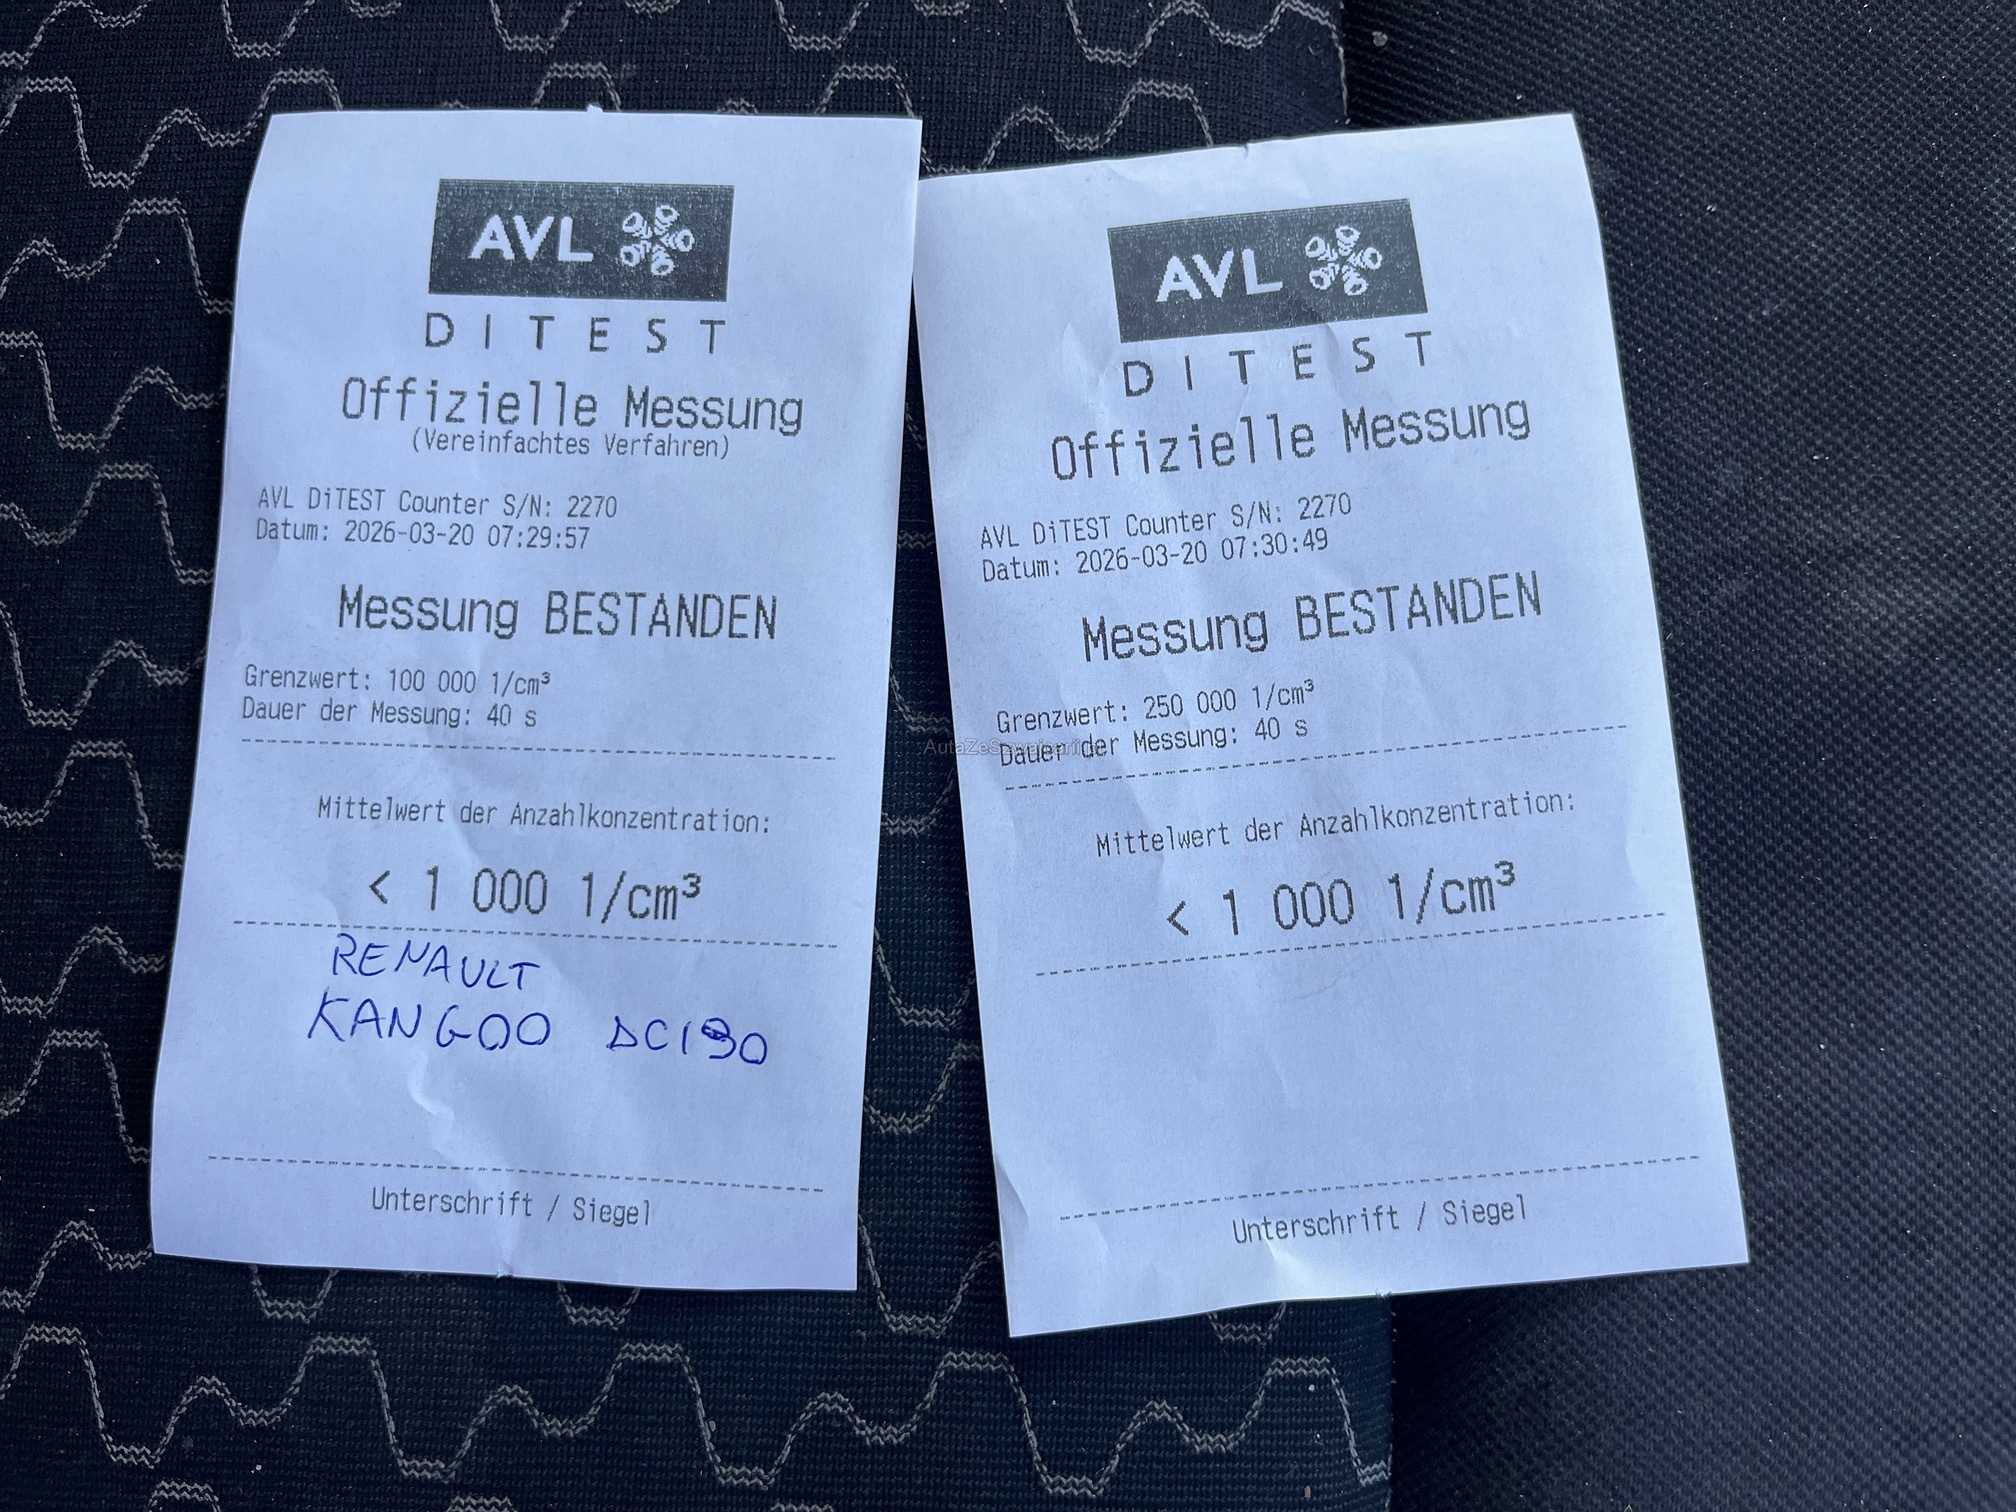 AVL
DITEST
Offizielle Messung
(Vereinfachtes Verfahren)
AVL DiTEST Counter S/N: 2270
Datum: 2026-03-20 07:29:57
Messung BESTANDEN
Grenzwert: 100 000 1/cm³
Dauer der Messung: 40 s
Mittelwert der Anzahlkonzentration:
< 1 000 1/cm³
RENAULT
KANGOO DCI90
Unterschrift / Siegel
AVL
DITEST
Offizielle Messung
AVL DiTEST Counter S/N: 2270
Datum: 2026-03-20 07:30:49
Messung BESTANDEN
Grenzwert: 250 000 1/cm³
Dauer der Messung: 40 s
Mittelwert der Anzahlkonzentration:
< 1 000 1/cm³
Unterschrift / Siegel